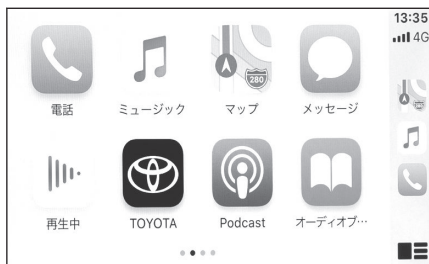 13:35
4G
280
電話
ミュージック
マップ
メッセージ
再生中
TOYOTA
Podcast
オーディオブ…